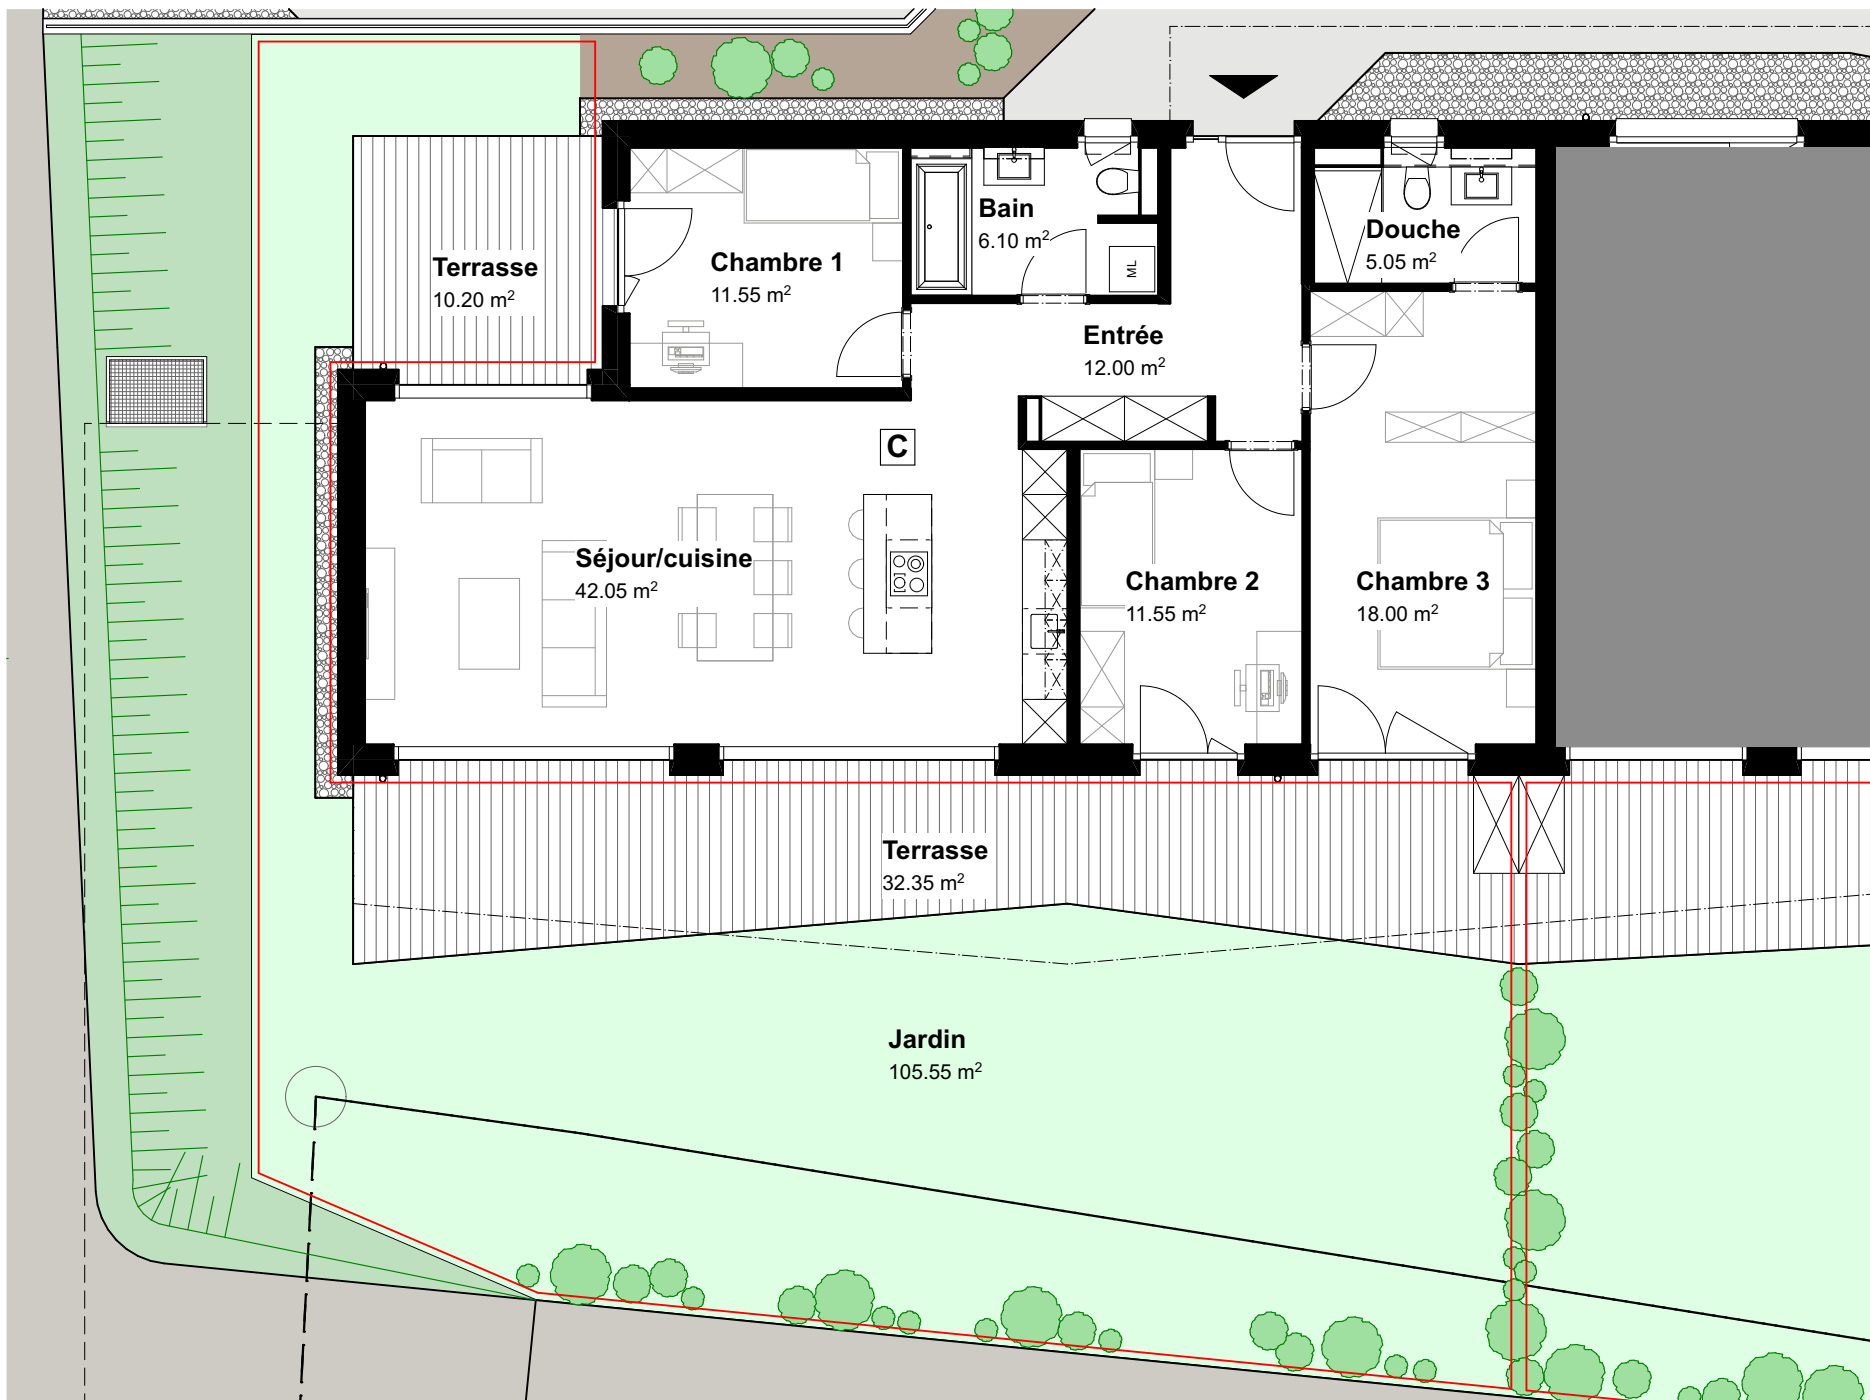 Bain
6.10 m²
ML
Douche
5.05 m²
Terrasse
10.20 m²
Chambre 1
11.55 m²
Entrée
12.00 m²
C
Séjour/cuisine
42.05 m²
Chambre 2
11.55 m²
Chambre 3
18.00 m²
Terrasse
32.35 m²
Jardin
105.55 m²